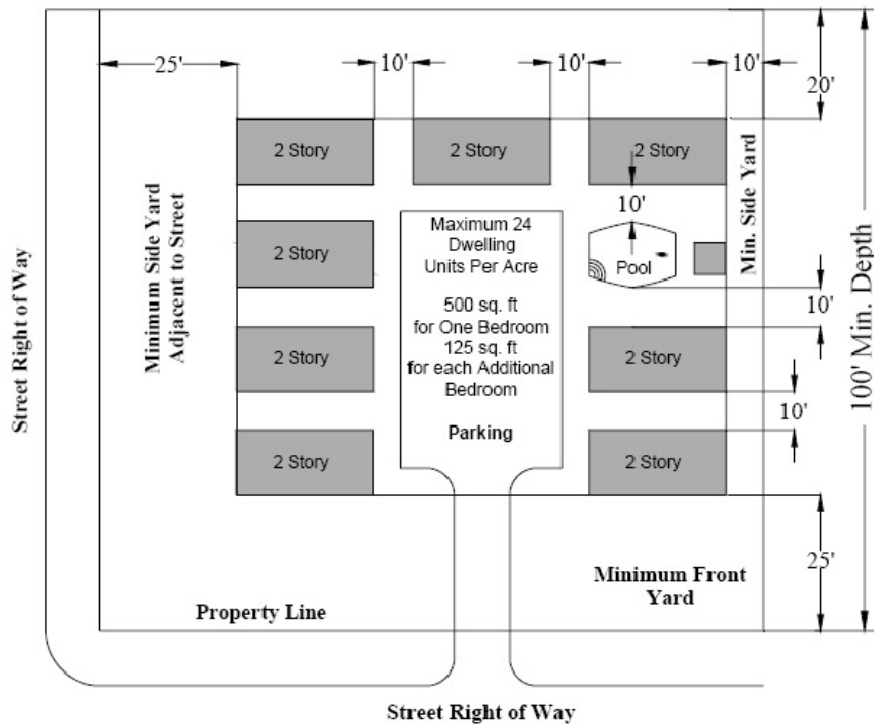 25'
10'
10'
10'
20'
2 Story
2 Story
2 Story
10'
Maximum 24
Dwelling
Units Per Acre
500 sq. ft
for One Bedroom
125 sq. ft
for each Additional
Bedroom
Parking
2 Story
Pool
Min. Side Yard
10'
Minimum Side Yard
Adjacent to Street
Street Right of Way
100' Min. Depth
2 Story
2 Story
10'
2 Story
2 Story
25'
Minimum Front
Yard
Property Line
Street Right of Way